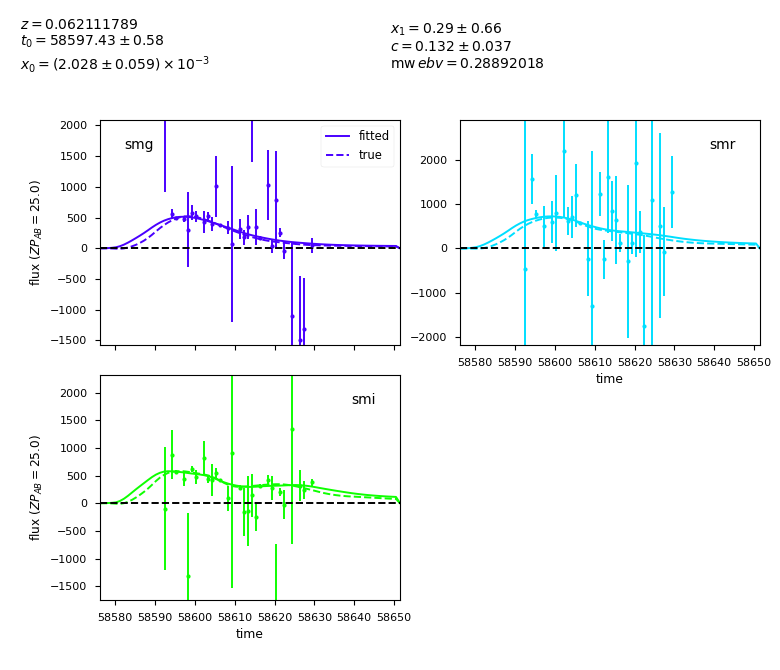 z = 0.062111789
t₀ = 58597.43 ± 0.58
x₀ = (2.028 ± 0.059) × 10⁻³
x₁ = 0.29 ± 0.66
c = 0.132 ± 0.037
mw ebv = 0.28892018
smg
fitted
true
2000
1500
1000
500
0
−500
−1000
−1500
flux (ZP_AB = 25.0)
smr
2000
1000
0
−1000
−2000
58580 58590 58600 58610 58620 58630 58640 58650
time
smi
2000
1500
1000
500
0
−500
−1000
−1500
flux (ZP_AB = 25.0)
58580 58590 58600 58610 58620 58630 58640 58650
time